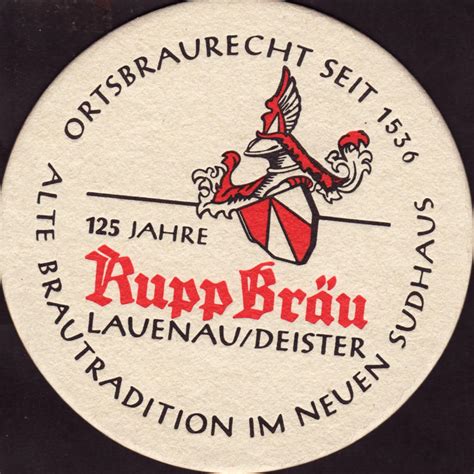 ORTSBRAURECHT SEIT 1536
125 JAHRE
Rupp Bräu
LAUENAU/DEISTER
ALTE BRAUTRADITION IM NEUEN SUDHAUS